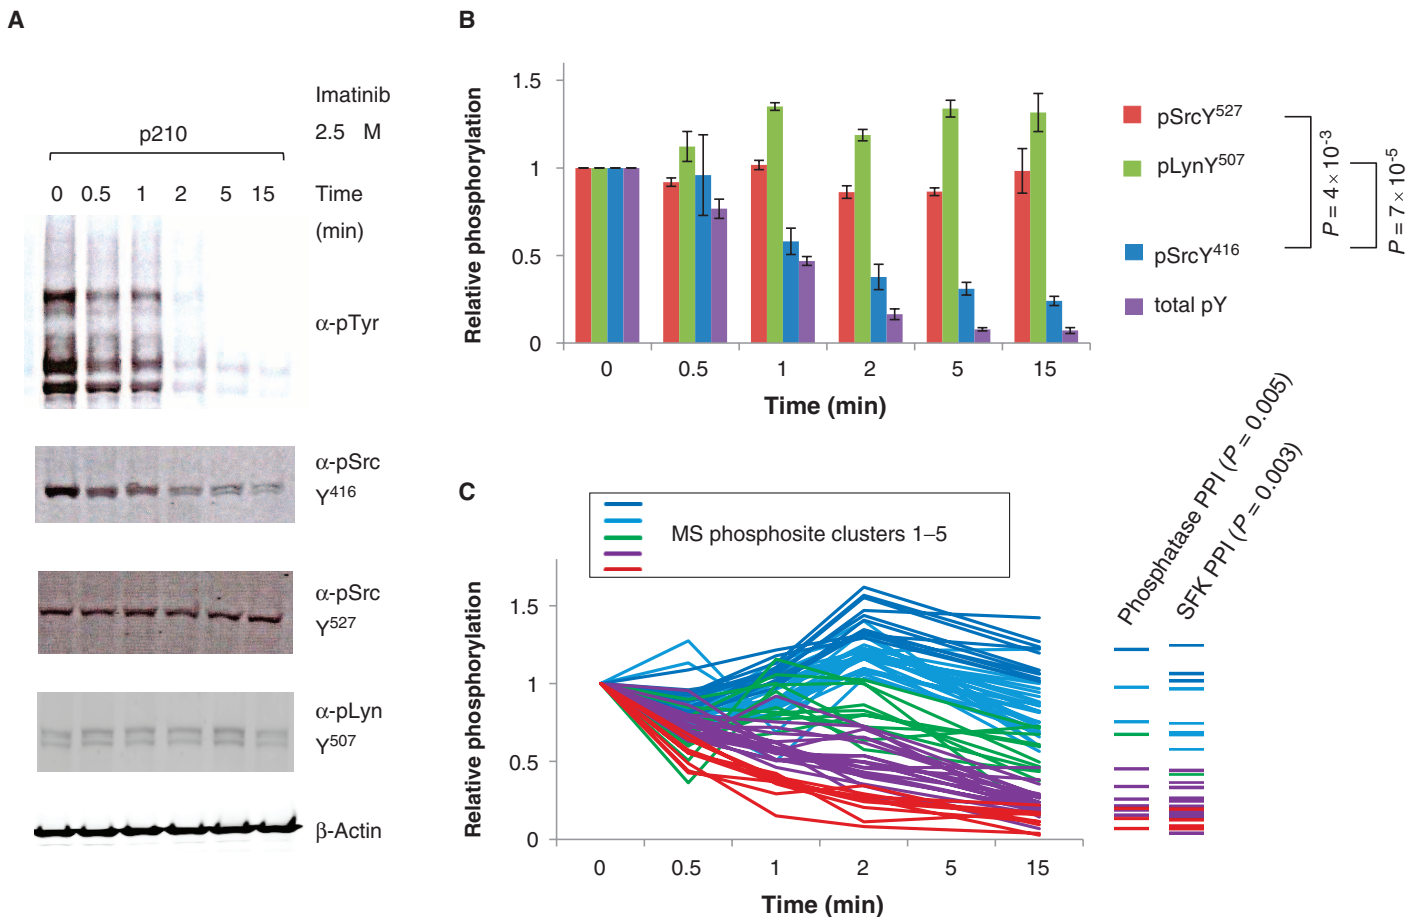 A
Imatinib
2.5 M
p210
0 0.5 1 2 5 15
Time
(min)
α-pTyr
α-pSrc
Y416
α-pSrc
Y527
α-pLyn
Y507
β-Actin
B
Relative phosphorylation
1.5
1
0.5
0
0 0.5 1 2 5 15
Time (min)
pSrcY527
pLynY507
pSrcY416
total pY
P = 4 × 10-3
P = 7 × 10-5
C
MS phosphosite clusters 1–5
Relative phosphorylation
1.5
1
0.5
0
0 0.5 1 2 5 15
Time (min)
Phosphatase PPI (P = 0.005)
SFK PPI (P = 0.003)